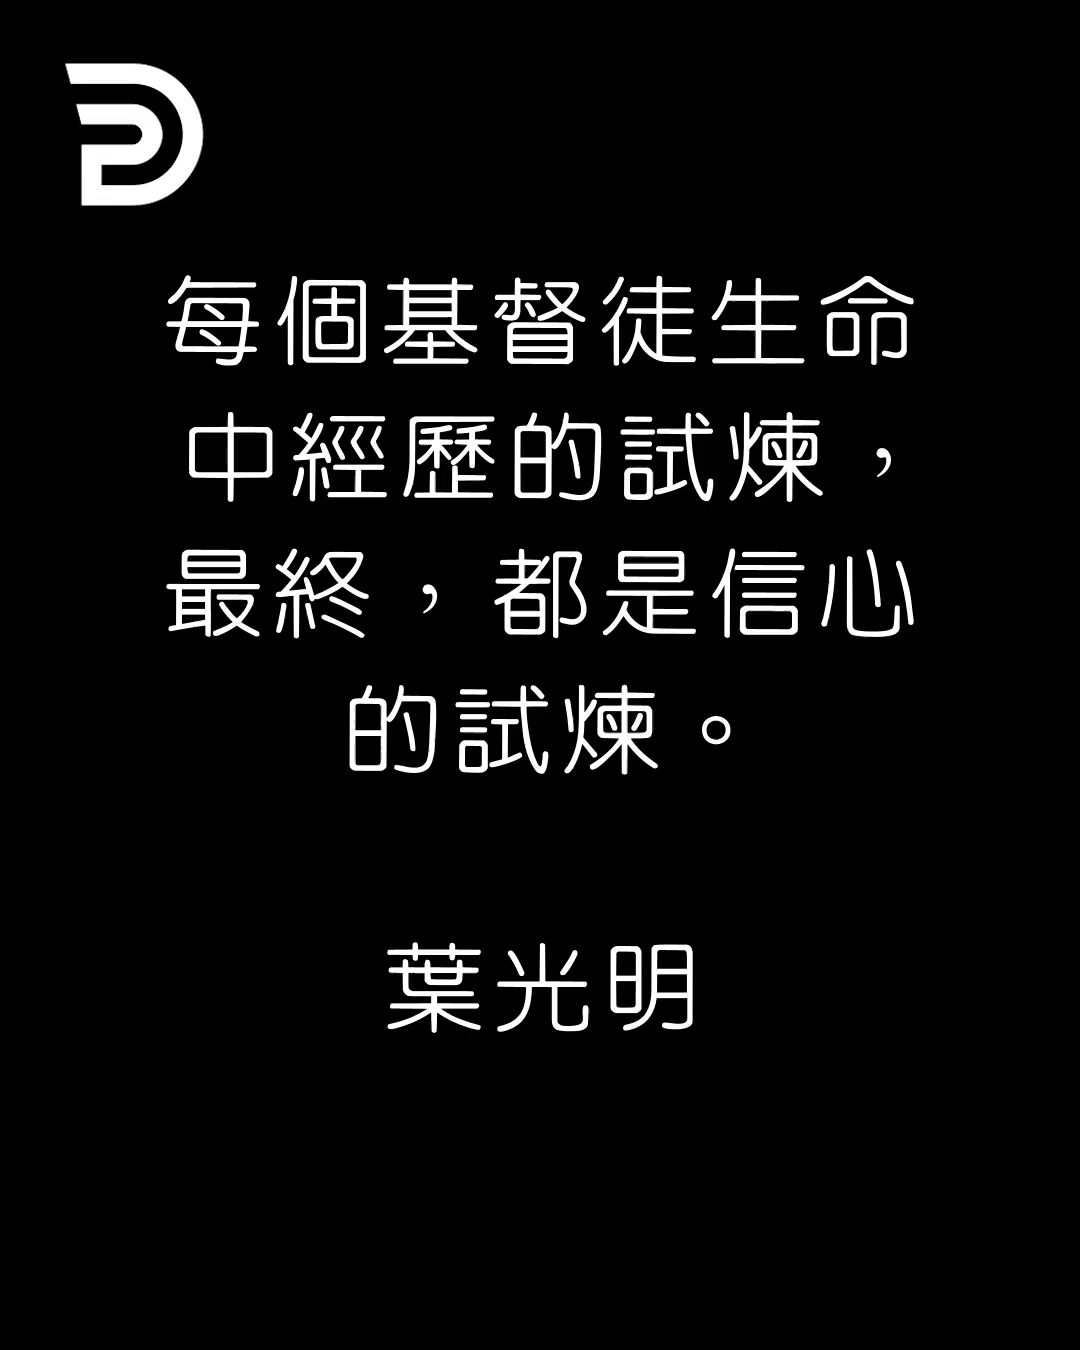 每個基督徒生命
中經歷的試煉，
最終，都是信心
的試煉。
葉光明